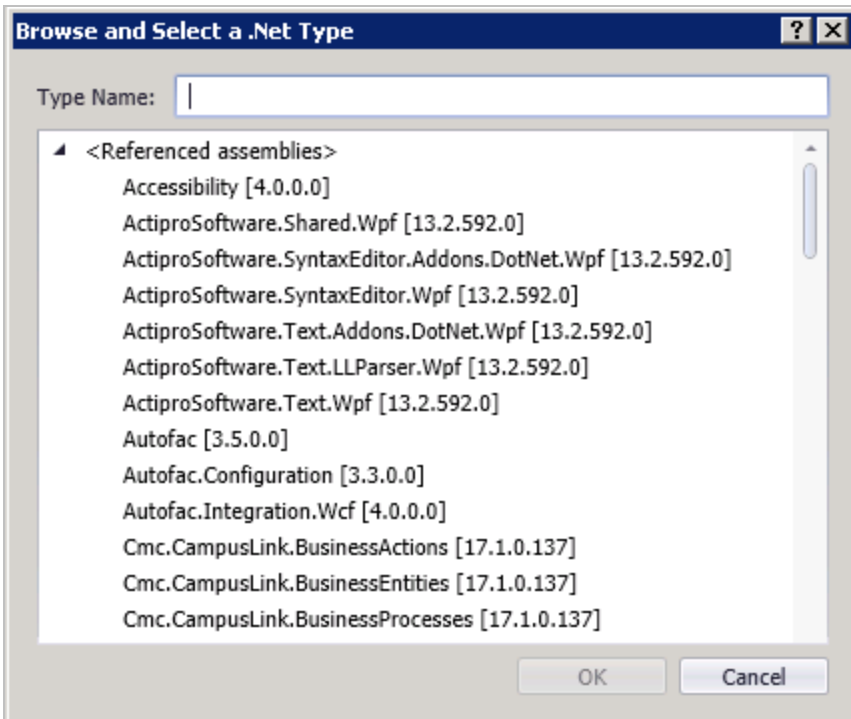 Browse and Select a .Net Type
?
Type Name:
<Referenced assemblies>
Accessibility [4.0.0.0]
ActiproSoftware.Shared.Wpf [13.2.592.0]
ActiproSoftware.SyntaxEditor.Addons.DotNet.Wpf [13.2.592.0]
ActiproSoftware.SyntaxEditor.Wpf [13.2.592.0]
ActiproSoftware.Text.Addons.DotNet.Wpf [13.2.592.0]
ActiproSoftware.Text.LLParser.Wpf [13.2.592.0]
ActiproSoftware.Text.Wpf [13.2.592.0]
Autofac [3.5.0.0]
Autofac.Configuration [3.3.0.0]
Autofac.Integration.Wcf [4.0.0.0]
Cmc.CampusLink.BusinessActions [17.1.0.137]
Cmc.CampusLink.BusinessEntities [17.1.0.137]
Cmc.CampusLink.BusinessProcesses [17.1.0.137]
OK Cancel